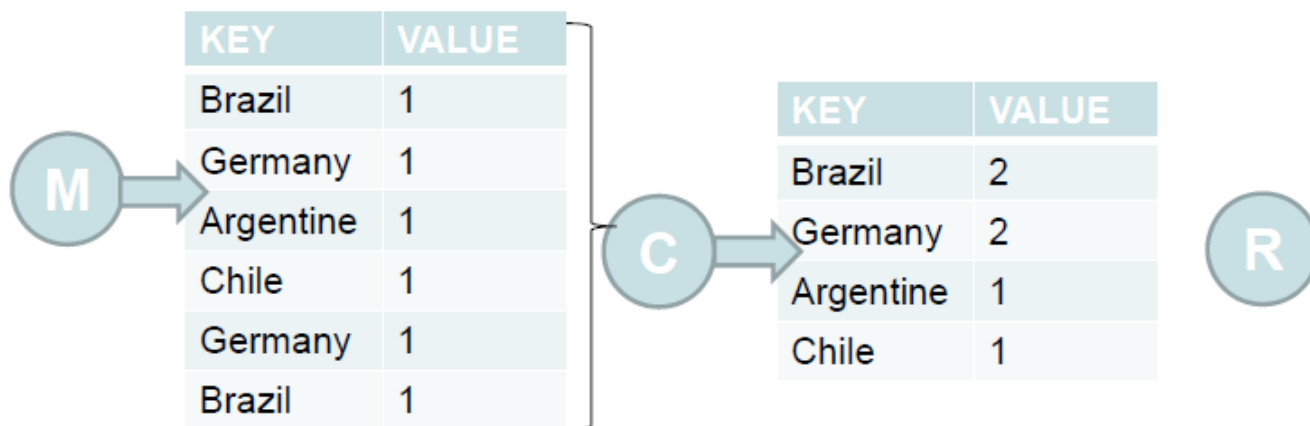 KEY VALUE
Brazil 1
Germany 1
Argentine 1
Chile 1
Germany 1
Brazil 1
M
C
KEY VALUE
Brazil 2
Germany 2
Argentine 1
Chile 1
R